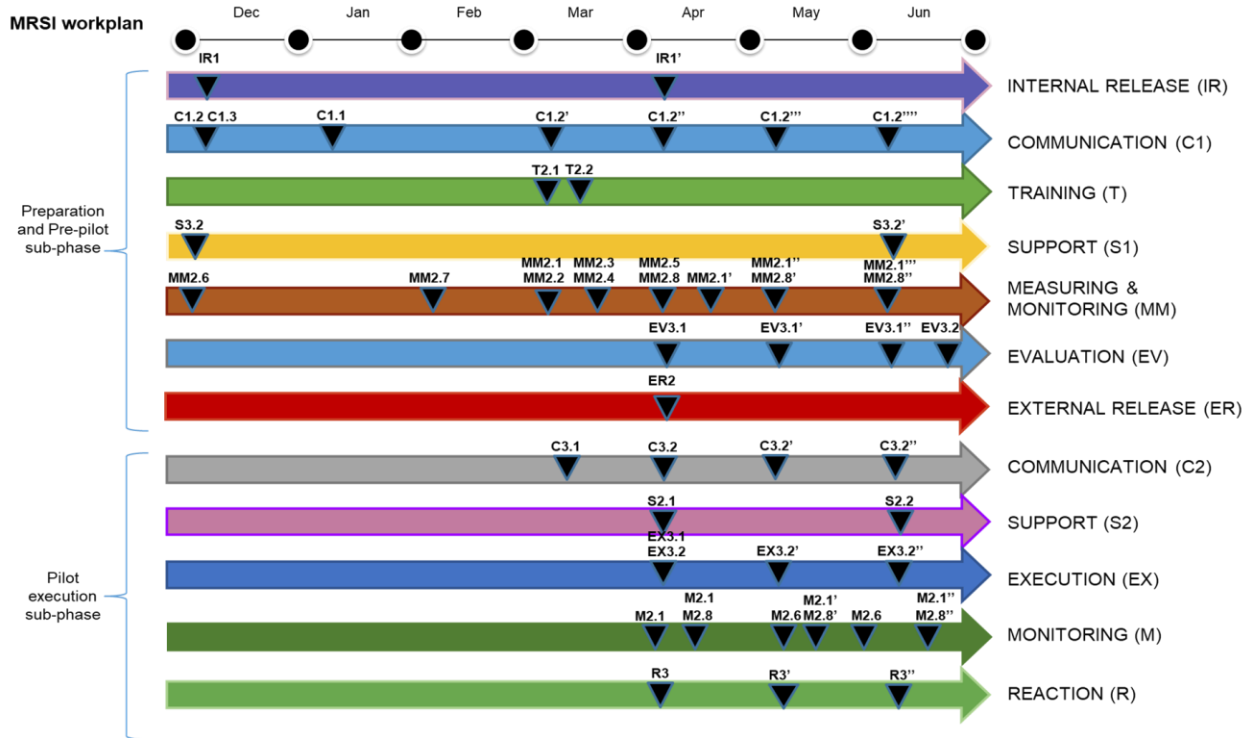 MRSI workplan
Dec Jan Feb Mar Apr May Jun
IR1 IR1’
INTERNAL RELEASE (IR)
C1.2 C1.3 C1.1 C1.2’ C1.2’’ C1.2’’’ C1.2’’’’
COMMUNICATION (C1)
T2.1 T2.2
TRAINING (T)
Preparation
and Pre-pilot
sub-phase
S3.2 S3.2’
SUPPORT (S1)
MM2.1 MM2.3 MM2.5 MM2.1’’ MM2.1’’’
MM2.6 MM2.7 MM2.2 MM2.4 MM2.8 MM2.1’ MM2.8’ MM2.8’’
MEASURING &
MONITORING (MM)
EV3.1 EV3.1’ EV3.1’’ EV3.2
EVALUATION (EV)
ER2
EXTERNAL RELEASE (ER)
C3.1 C3.2 C3.2’ C3.2’’
COMMUNICATION (C2)
S2.1 S2.2
SUPPORT (S2)
EX3.1
EX3.2 EX3.2’ EX3.2’’
EXECUTION (EX)
Pilot
execution
sub-phase
M2.1 M2.1’ M2.1’’
M2.1 M2.8 M2.6 M2.8’ M2.6 M2.8’’
MONITORING (M)
R3 R3’ R3’’
REACTION (R)